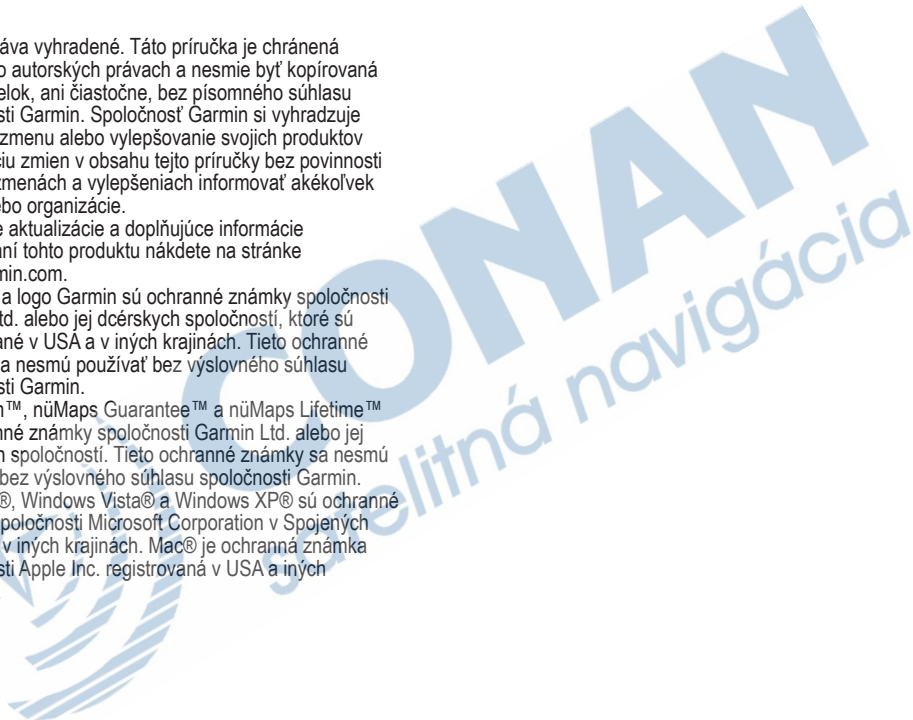 áva vyhradené. Táto príručka je chránená
o autorských právach a nesmie byť kopírovaná
elok, ani čiastočne, bez písomného súhlasu
sti Garmin. Spoločnosť Garmin si vyhradzuje
zmenu alebo vylepšovanie svojich produktov
ciu zmien v obsahu tejto príručky bez povinnosti
zmenách a vylepšeniach informovať akékoľvek
ebo organizácie.
e aktualizácie a doplňujúce informácie
aní tohto produktu nákdete na stránke
min.com.
a logo Garmin sú ochranné známky spoločnosti
td. alebo jej dcérskych spoločností, ktoré sú
ané v USA a v iných krajinách. Tieto ochranné
a nesmú používať bez výslovného súhlasu
sti Garmin.
n™, nüMaps Guarantee™ a nüMaps Lifetime™
nné známky spoločnosti Garmin Ltd. alebo jej
h spoločností. Tieto ochranné známky sa nesmú
bez výslovného súhlasu spoločnosti Garmin.
®, Windows Vista® a Windows XP® sú ochranné
spoločnosti Microsoft Corporation v Spojených
v iných krajinách. Mac® je ochranná známka
sti Apple Inc. registrovaná v USA a iných
CONAN
satelitná navigácia